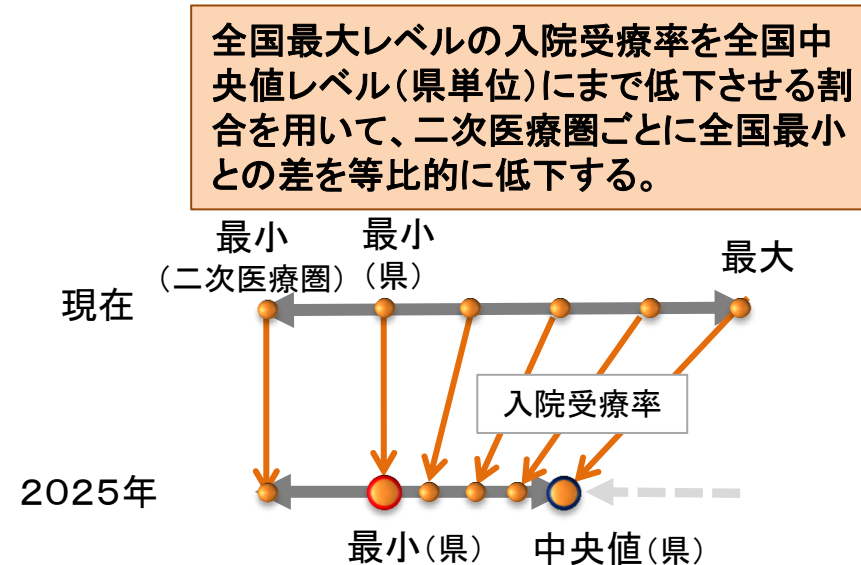 全国最大レベルの入院受療率を全国中
央値レベル（県単位）にまで低下させる割
合を用いて、二次医療圏ごとに全国最小
との差を等比的に低下する。
最小
（二次医療圏）
最小
（県）
最大
現在
入院受療率
２０２５年
最小（県）
中央値（県）